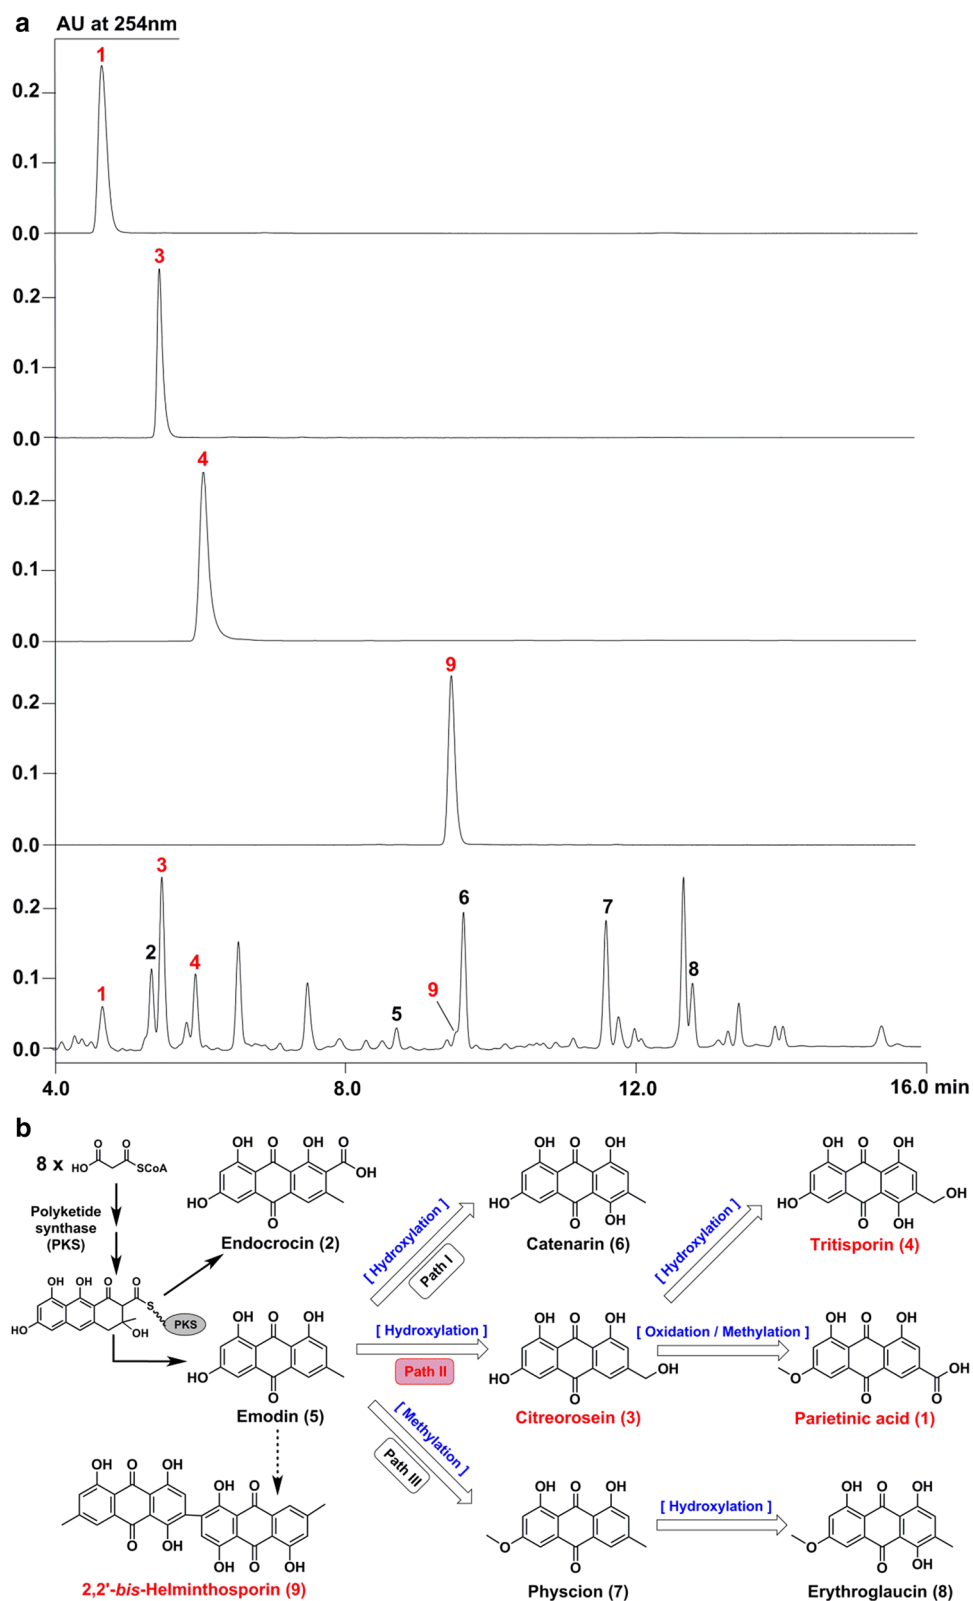 a
AU at 254nm
1
0.2
0.1
0.0
3
0.2
0.1
0.0
4
0.2
0.1
0.0
9
0.2
0.1
0.0
3
6
7
0.2
2
4
9
8
0.1
1
5
0.0
4.0 8.0 12.0 16.0 min
b
8 x
HO O O SCoA
Polyketide
synthase
(PKS)
OH OH O O
S
PKS
HO OH
OH O OH O
OH
HO
O
Endocrocin (2)
OH O OH
HO
O
Emodin (5)
[ Hydroxylation ]
Path I
[ Hydroxylation ]
Path II
[ Methylation ]
Path III
OH O OH
HO
O OH
Catenarin (6)
OH O OH
OH
HO
O
Citreorosein (3)
[ Hydroxylation ]
[ Oxidation / Methylation ]
OH O OH
OH
HO
O OH
Tritisporin (4)
OH O OH
O OH
O O
Parietinic acid (1)
OH O OH
OH O
O OH
OH O OH
2,2'-bis-Helminthosporin (9)
OH O OH
O
O
Physcion (7)
[ Hydroxylation ]
OH O OH
O
O OH
Erythroglaucin (8)